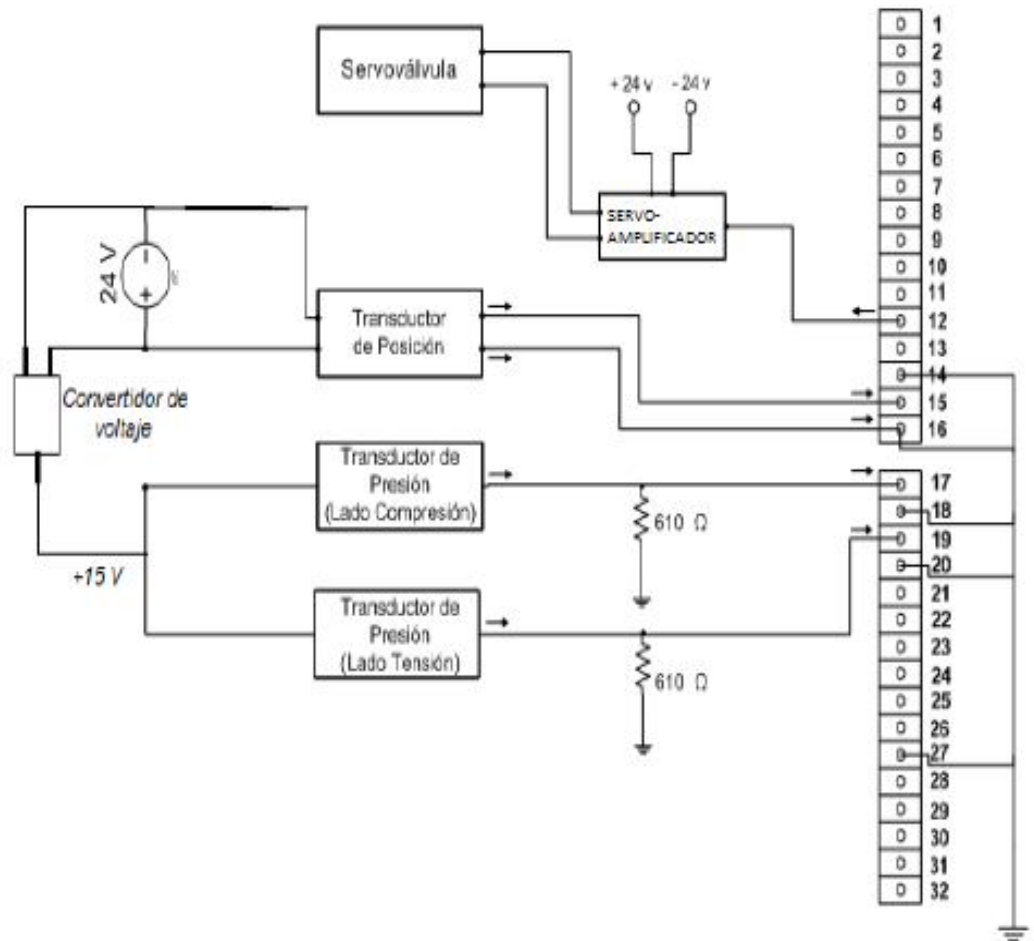 Servoválvula
+ 24 v
- 24 v
SERVO-
AMPLIFICADOR
24 V
-
+
Transductor
de Posición
Convertidor de
voltaje
Transductor de
Presión
(Lado Compresión)
610 Ω
+15 V
Transductor de
Presión
(Lado Tensión)
610 Ω
1
2
3
4
5
6
7
8
9
10
11
12
13
14
15
16
17
18
19
20
21
22
23
24
25
26
27
28
29
30
31
32